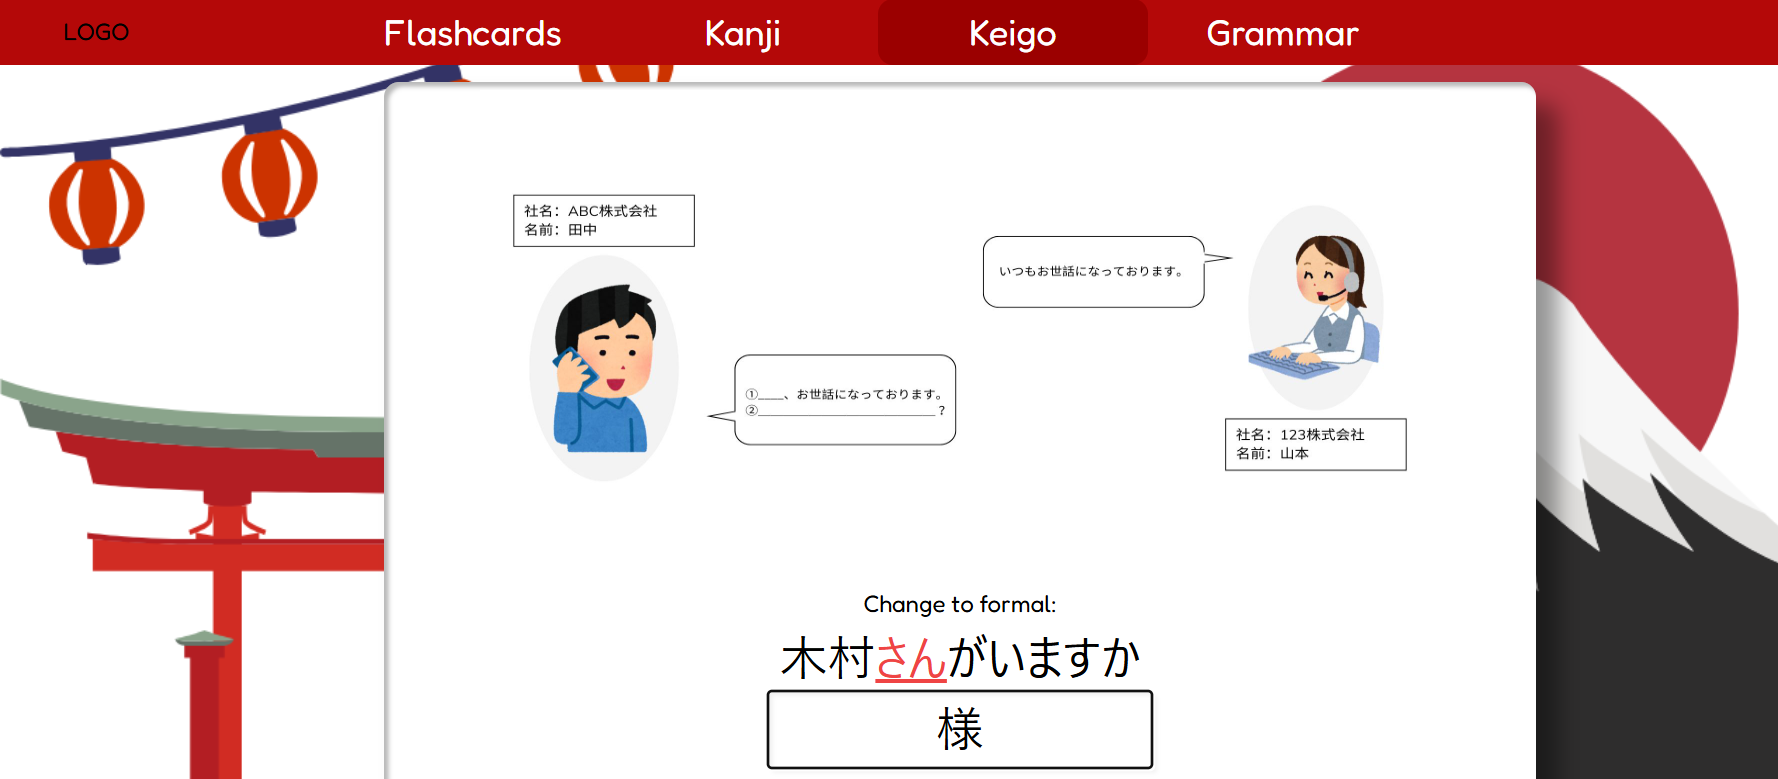 LOGO
Flashcards
Kanji
Keigo
Grammar
社名：ABC株式会社
名前：田中
いつもお世話になっております。
①____、お世話になっております。
②____________________________？
社名：123株式会社
名前：山本
Change to formal:
木村さんがいますか
様